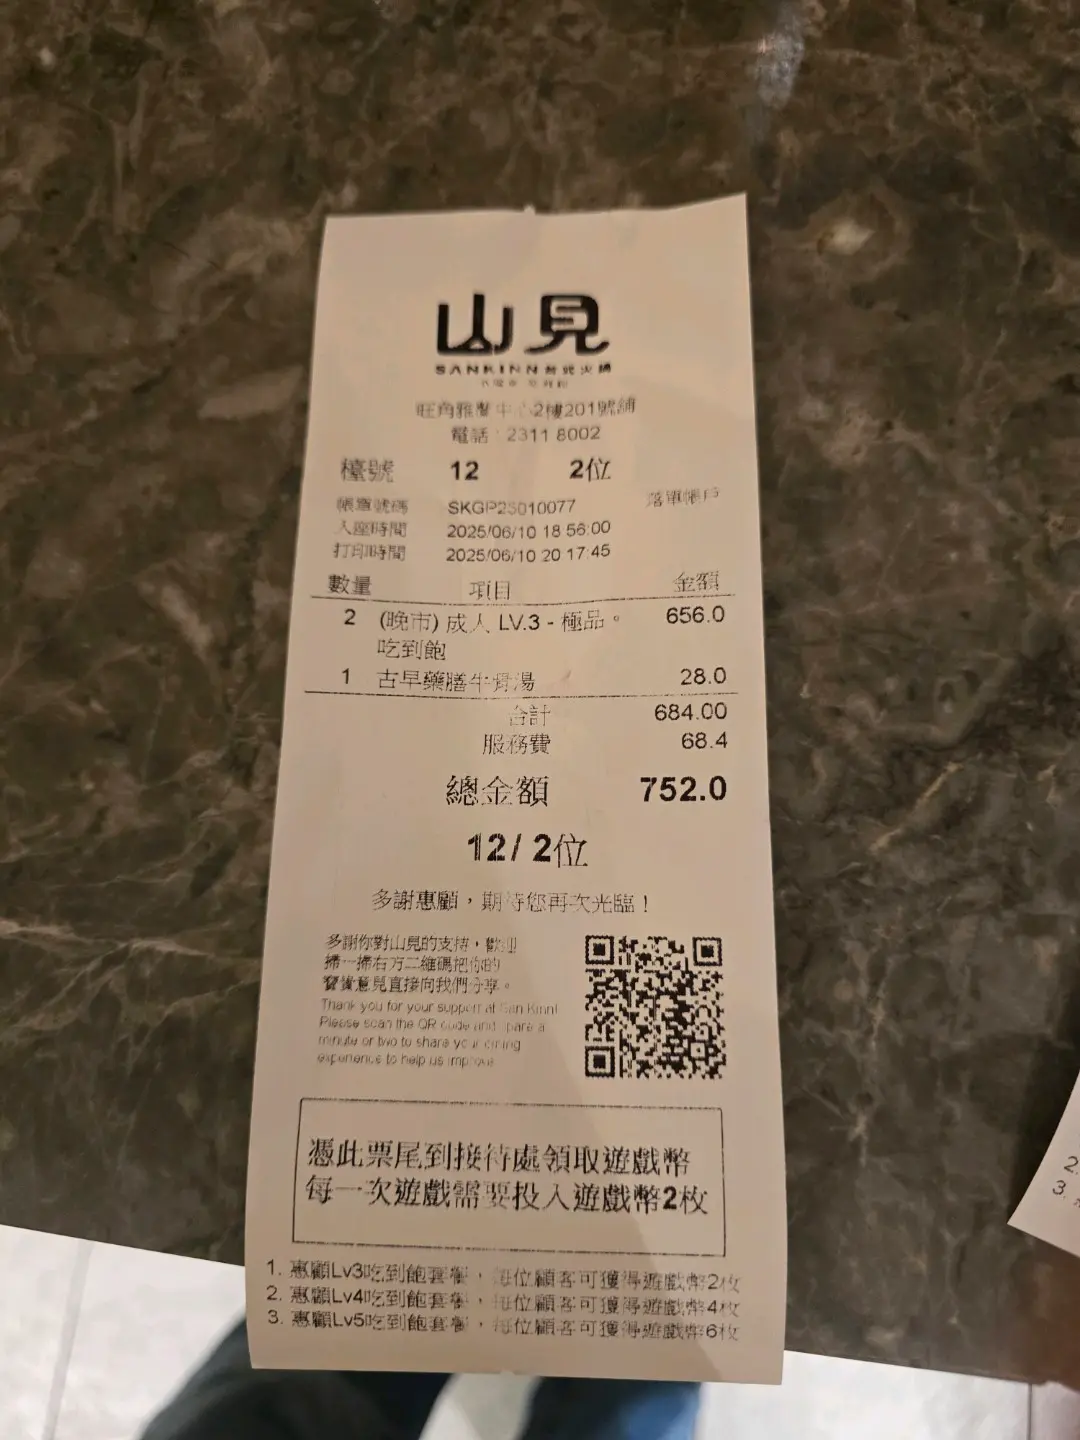 山見
SANKINN 台式火鍋
旺角雅蘭中心2樓201號舖
電話：2311 8002
檯號 12 2位
帳單號碼 SKGP25010077 落單帳戶
入座時間 2025/06/10 18:56:00
打印時間 2025/06/10 20:17:45
數量 項目 金額
2 (晚市) 成人 LV.3 - 極品。 656.0
吃到飽
1 古早藥膳牛骨湯 28.0
合計 684.00
服務費 68.4
總金額 752.0
12/ 2位
多謝惠顧，期待您再次光臨！
多謝你對山見的支持，歡迎
掃一掃右方二維碼把你的
寶貴意見直接向我們分享。
Thank you for your support at San Kinn!
Please scan the QR code and spare a
minute or two to share your dining
experience to help us improve
憑此票尾到接待處領取遊戲幣
每一次遊戲需要投入遊戲幣2枚
1. 惠顧Lv3吃到飽套餐，每位顧客可獲得遊戲幣2枚
2. 惠顧Lv4吃到飽套餐，每位顧客可獲得遊戲幣4枚
3. 惠顧Lv5吃到飽套餐，每位顧客可獲得遊戲幣6枚
2.
3.